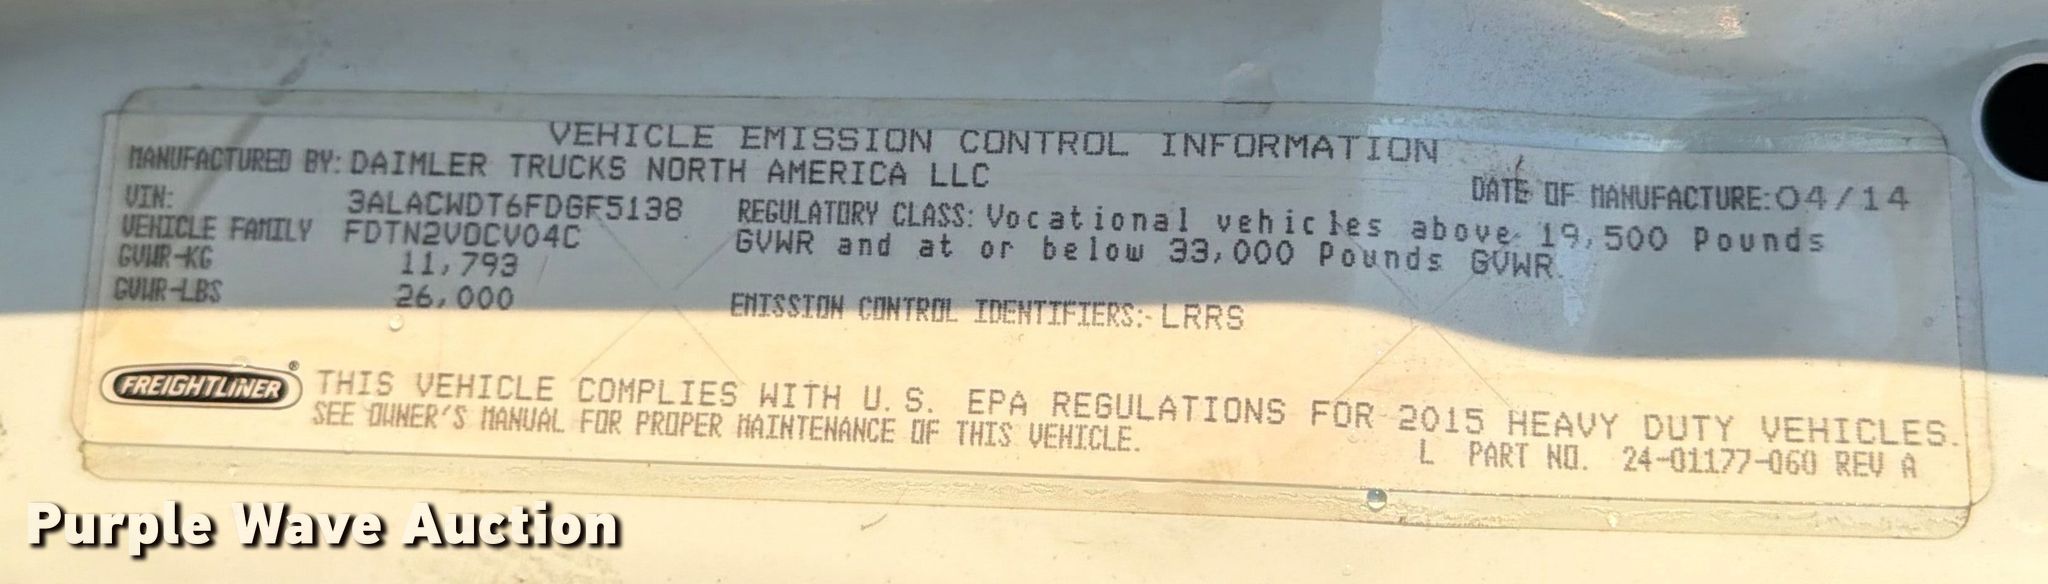 VEHICLE EMISSION CONTROL INFORMATION
MANUFACTURED BY: DAIMLER TRUCKS NORTH AMERICA LLC
DATE OF MANUFACTURE: 04/14
VIN: 3ALACWDT6FDGF5138
VEHICLE FAMILY FDTN2VOCV04C
GVWR-KG 11,793
GVWR-LBS 26,000
REGULATORY CLASS: Vocational vehicles above 19,500 Pounds
GVWR and at or below 33,000 Pounds GVWR.
EMISSION CONTROL IDENTIFIERS: LRRS
FREIGHTLINER®
THIS VEHICLE COMPLIES WITH U.S. EPA REGULATIONS FOR 2015 HEAVY DUTY VEHICLES.
SEE OWNER'S MANUAL FOR PROPER MAINTENANCE OF THIS VEHICLE.
L PART NO. 24-01177-060 REV A
Purple Wave Auction